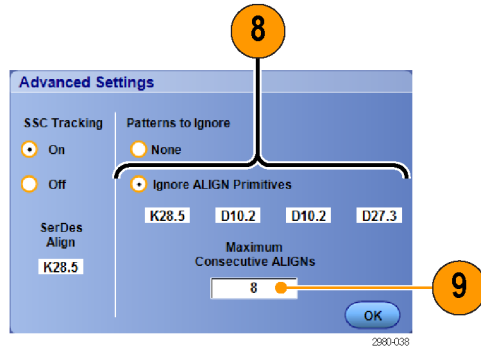 8
Advanced Settings
SSC Tracking
On
Off
SerDes
Align
K28.5
Patterns to Ignore
None
Ignore ALIGN Primitives
K28.5 D10.2 D10.2 D27.3
Maximum
Consecutive ALIGNs
8
9
OK
2980-038